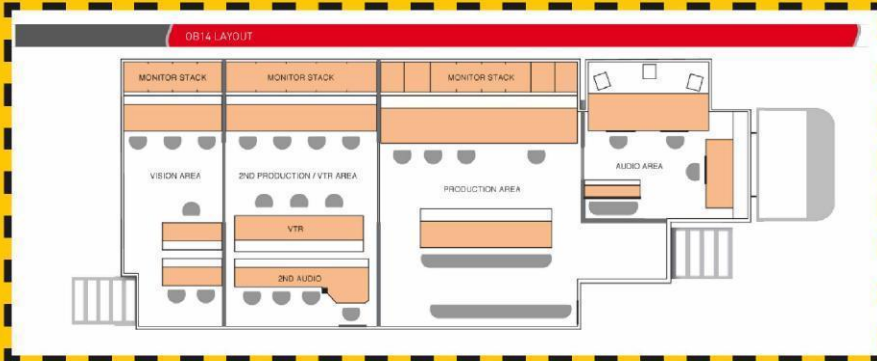 OB14 LAYOUT
MONITOR STACK
MONITOR STACK
MONITOR STACK
VISION AREA
2ND PRODUCTION / VTR AREA
PRODUCTION AREA
AUDIO AREA
VTR
2ND AUDIO